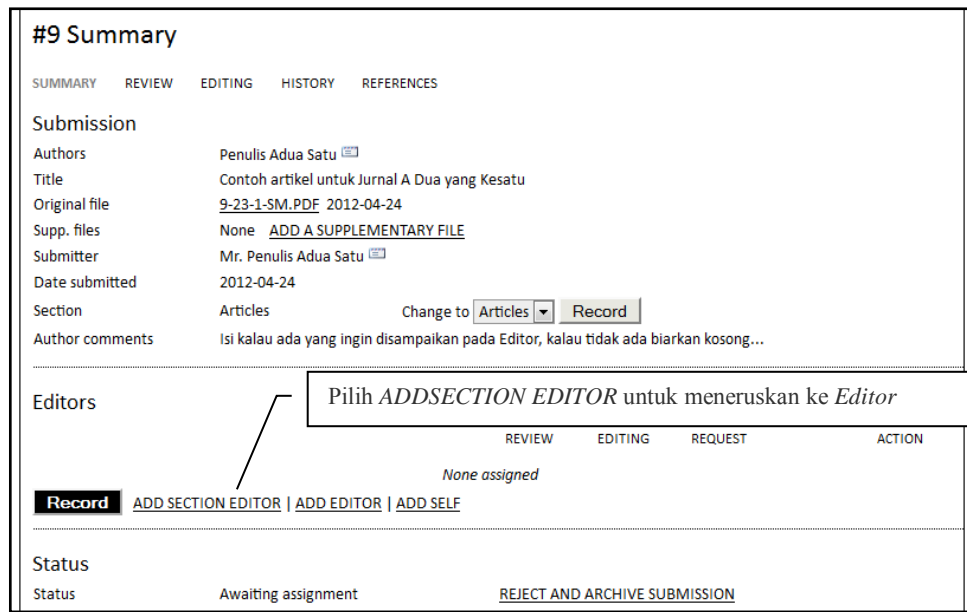 #9 Summary
SUMMARY REVIEW EDITING HISTORY REFERENCES
Submission
Authors Penulis Adua Satu
Title Contoh artikel untuk Jurnal A Dua yang Kesatu
Original file 9-23-1-SM.PDF 2012-04-24
Supp. files None ADD A SUPPLEMENTARY FILE
Submitter Mr. Penulis Adua Satu
Date submitted 2012-04-24
Section Articles Change to Articles Record
Author comments Isi kalau ada yang ingin disampaikan pada Editor, kalau tidak ada biarkan kosong...
Pilih ADDSECTION EDITOR untuk meneruskan ke Editor
Editors
REVIEW EDITING REQUEST ACTION
None assigned
Record ADD SECTION EDITOR | ADD EDITOR | ADD SELF
Status
Status Awaiting assignment REJECT AND ARCHIVE SUBMISSION